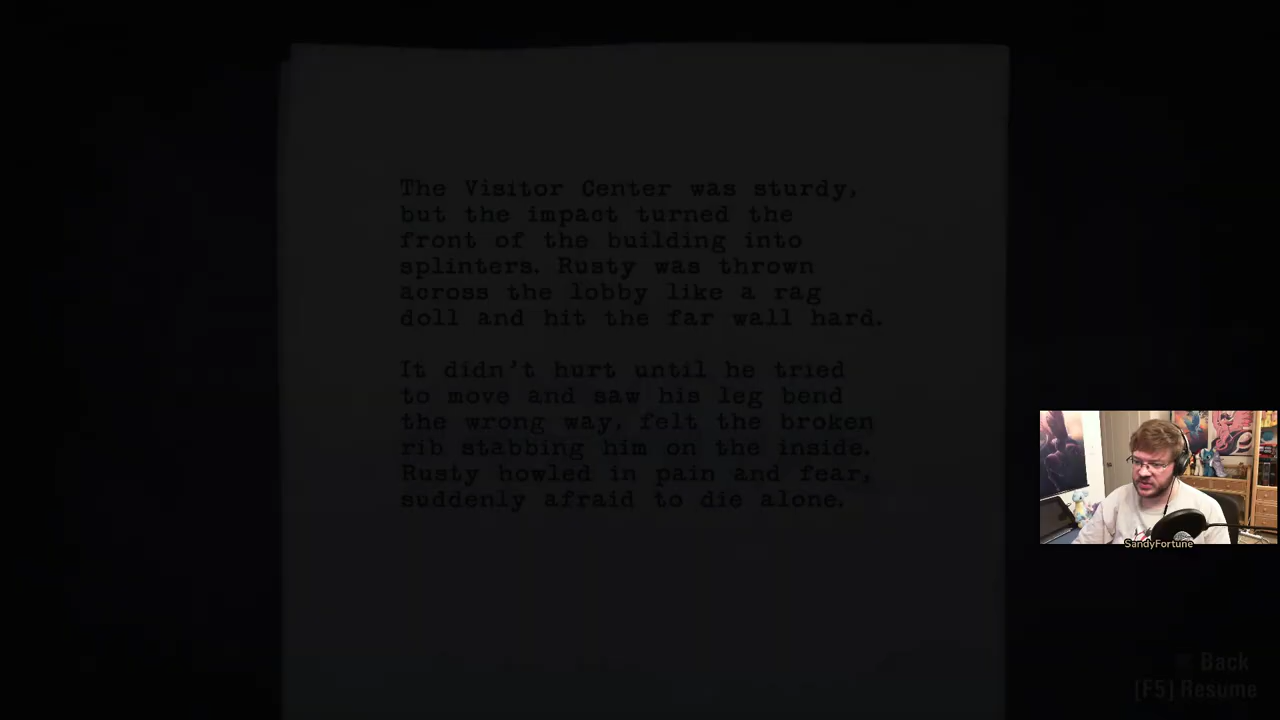 The Visitor Center was sturdy,
but the impact turned the
front of the building into
splinters. Rusty was thrown
across the lobby like a rag
doll and hit the far wall hard.
It didn't hurt until he tried
to move and saw his leg bend
the wrong way, felt the broken
rib stabbing him on the inside.
Rusty howled in pain and fear,
suddenly afraid to die alone.
SandyFortune
Back
[F5] Resume